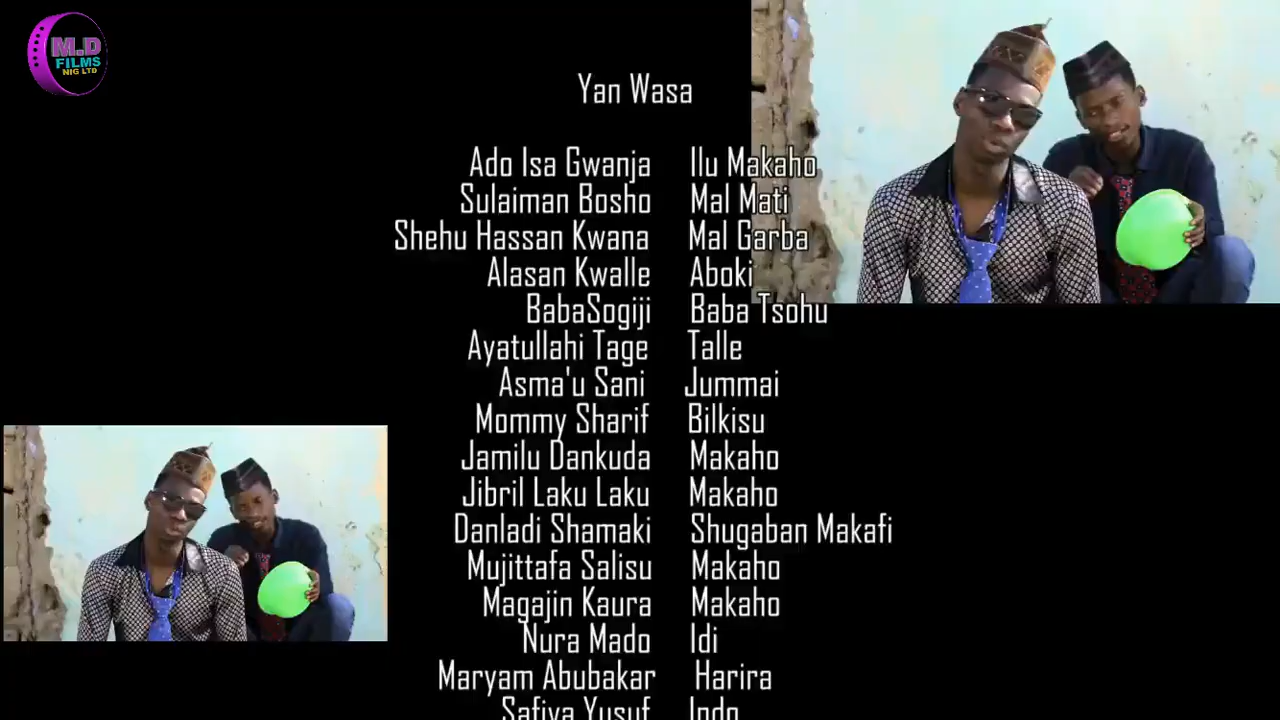 M.D
FILMS
NIG LTD
Yan Wasa
Ado Isa Gwanja Ilu Makaho
Sulaiman Bosho Mal Mati
Shehu Hassan Kwana Mal Garba
Alasan Kwalle Aboki
BabaSogiji Baba Tsohu
Ayatullahi Tage Talle
Asma'u Sani Jummai
Mommy Sharif Bilkisu
Jamilu Dankuda Makaho
Jibril Laku Laku Makaho
Danladi Shamaki Shugaban Makafi
Mujittafa Salisu Makaho
Magajin Kaura Makaho
Nura Mado Idi
Maryam Abubakar Harira
Safiya Yusuf Indo